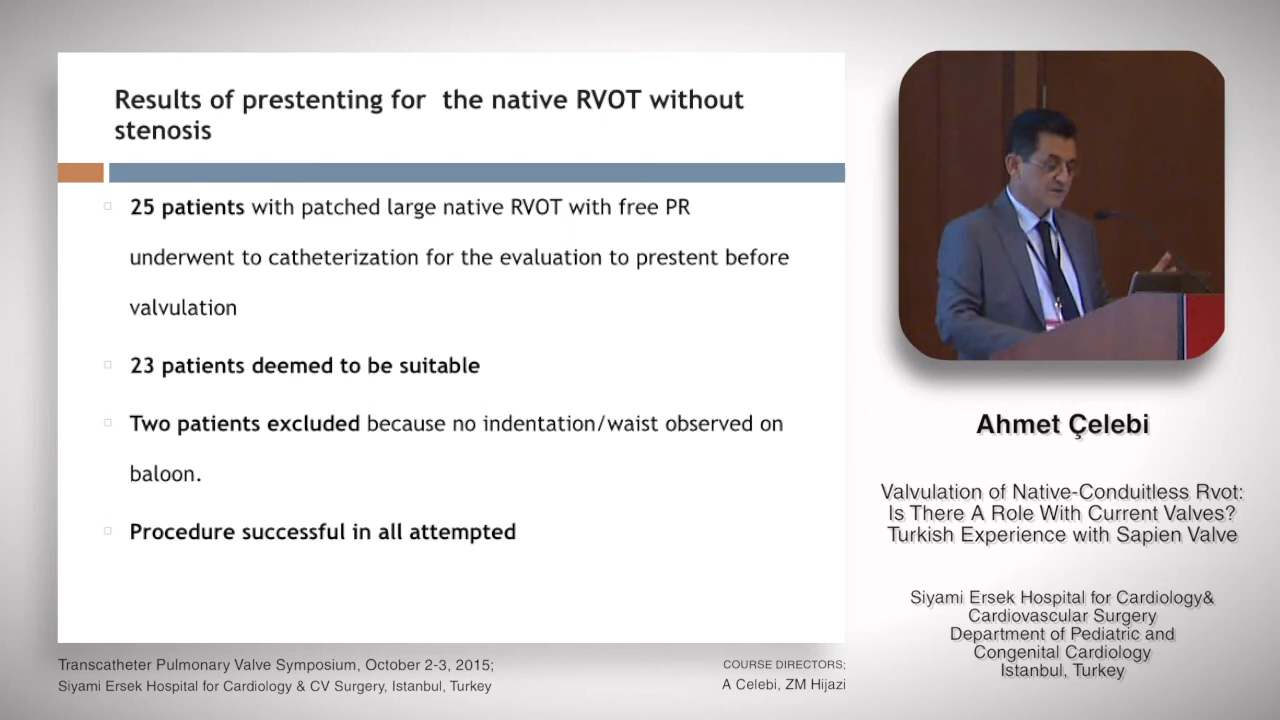 Results of prestenting for the native RVOT without
stenosis
25 patients with patched large native RVOT with free PR
underwent to catheterization for the evaluation to prestent before
valvulation
23 patients deemed to be suitable
Two patients excluded because no indentation/waist observed on
baloon.
Procedure successful in all attempted
Ahmet Çelebi
Valvulation of Native-Conduitless Rvot:
Is There A Role With Current Valves?
Turkish Experience with Sapien Valve
Siyami Ersek Hospital for Cardiology&
Cardiovascular Surgery
Department of Pediatric and
Congenital Cardiology
Istanbul, Turkey
Transcatheter Pulmonary Valve Symposium, October 2-3, 2015;
Siyami Ersek Hospital for Cardiology & CV Surgery, Istanbul, Turkey
COURSE DIRECTORS;
A Celebi, ZM Hijazi